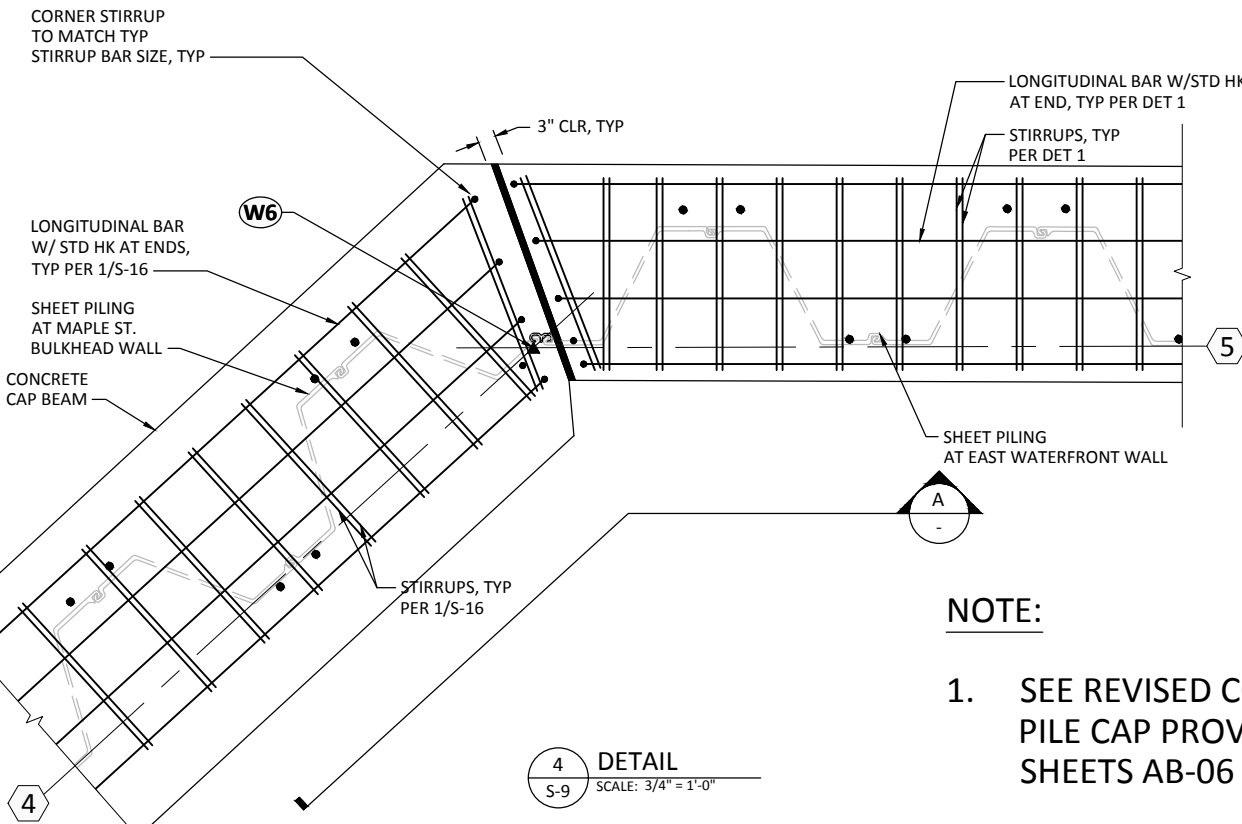 CORNER STIRRUP
TO MATCH TYP
STIRRUP BAR SIZE, TYP
3" CLR, TYP
LONGITUDINAL BAR W/STD HK
AT END, TYP PER DET 1
STIRRUPS, TYP
PER DET 1
W6
LONGITUDINAL BAR
W/ STD HK AT ENDS,
TYP PER 1/S-16
SHEET PILING
AT MAPLE ST.
BULKHEAD WALL
CONCRETE
CAP BEAM
5
SHEET PILING
AT EAST WATERFRONT WALL
A
-
STIRRUPS, TYP
PER 1/S-16
NOTE:
1. SEE REVISED
PILE CAP
SHEETS AB-06
4
S-9
DETAIL
SCALE: 3/4" = 1'-0"
4